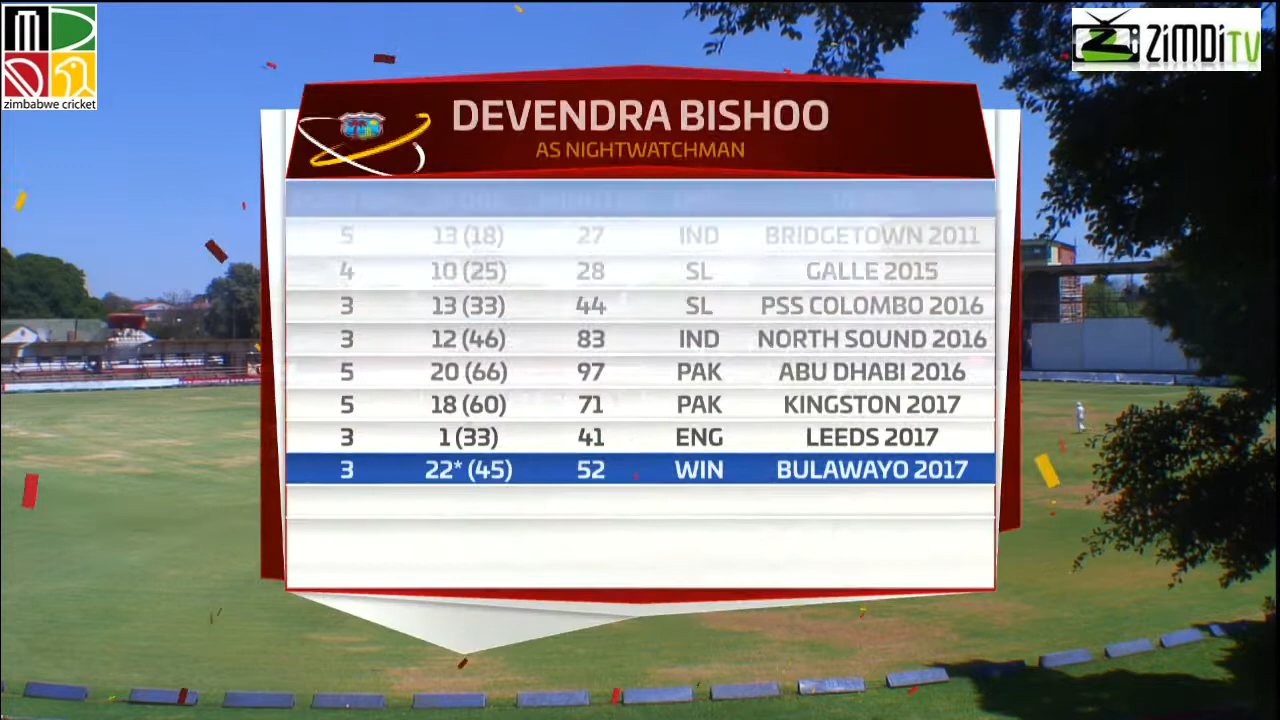 zimbabwe cricket
ZiMDiTV
DEVENDRA BISHOO
AS NIGHTWATCHMAN
5 13 (18) 27 IND BRIDGETOWN 2011
4 10 (25) 28 SL GALLE 2015
3 13 (33) 44 SL PSS COLOMBO 2016
3 12 (46) 83 IND NORTH SOUND 2016
5 20 (66) 97 PAK ABU DHABI 2016
5 18 (60) 71 PAK KINGSTON 2017
3 1 (33) 41 ENG LEEDS 2017
3 22* (45) 52 WIN BULAWAYO 2017